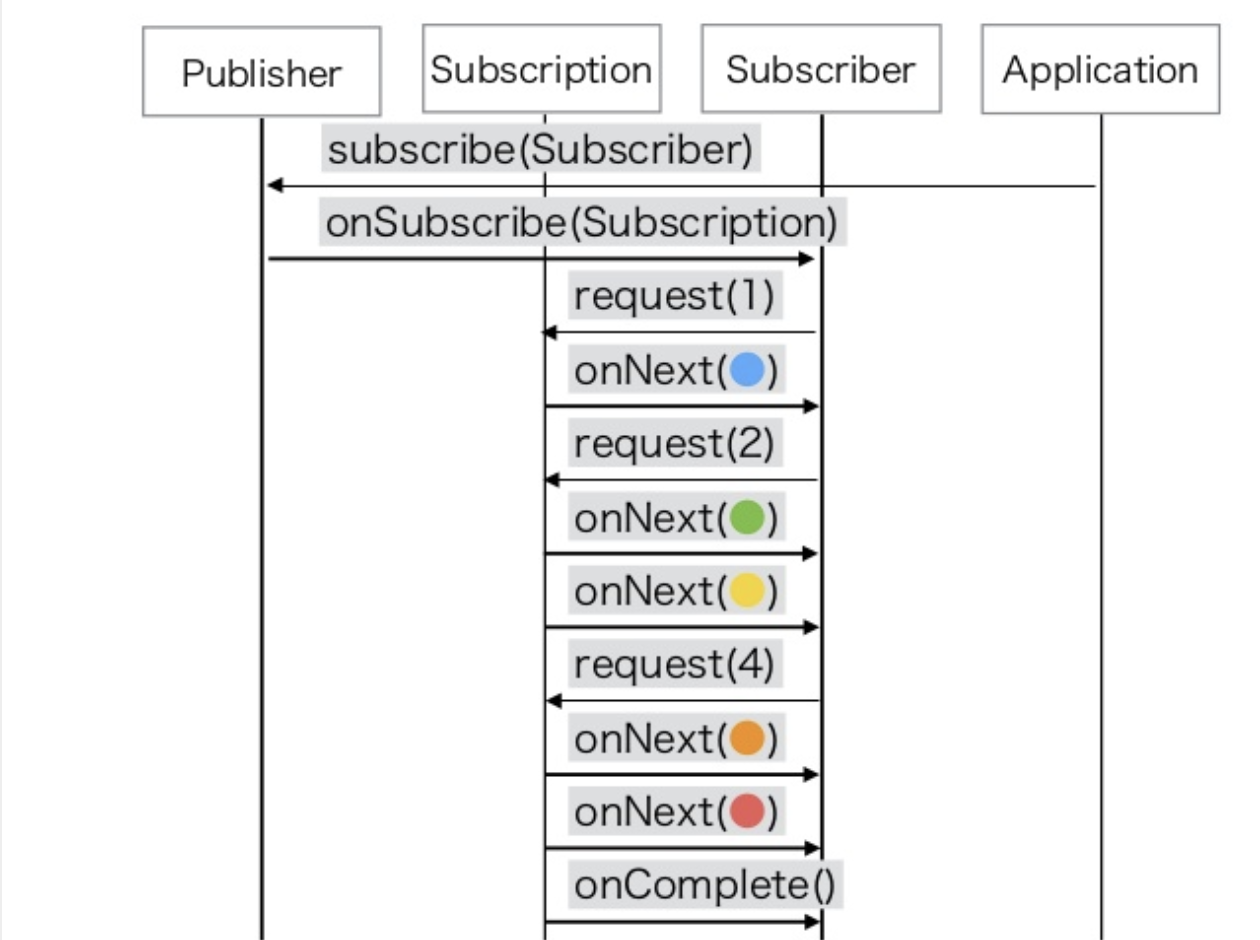 Publisher
Subscription
Subscriber
Application
subscribe(Subscriber)
onSubscribe(Subscription)
request(1)
onNext(🔵)
request(2)
onNext(🟢)
onNext(🟡)
request(4)
onNext(🟠)
onNext(🔴)
onComplete()